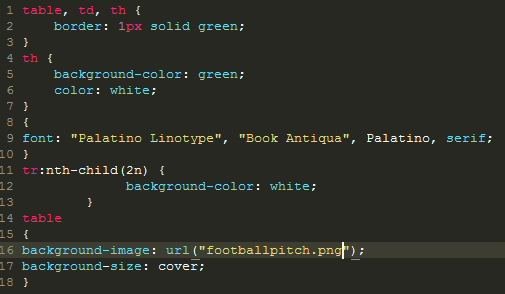 1 table, td, th {
2     border: 1px solid green;
3 }
4 th {
5     background-color: green;
6     color: white;
7 }
8 {
9 font: "Palatino Linotype", "Book Antiqua", Palatino, serif;
10 }
11 tr:nth-child(2n) {
12              background-color: white;
13         }
14 table
15 {
16 background-image: url("footballpitch.png");
17 background-size: cover;
18 }